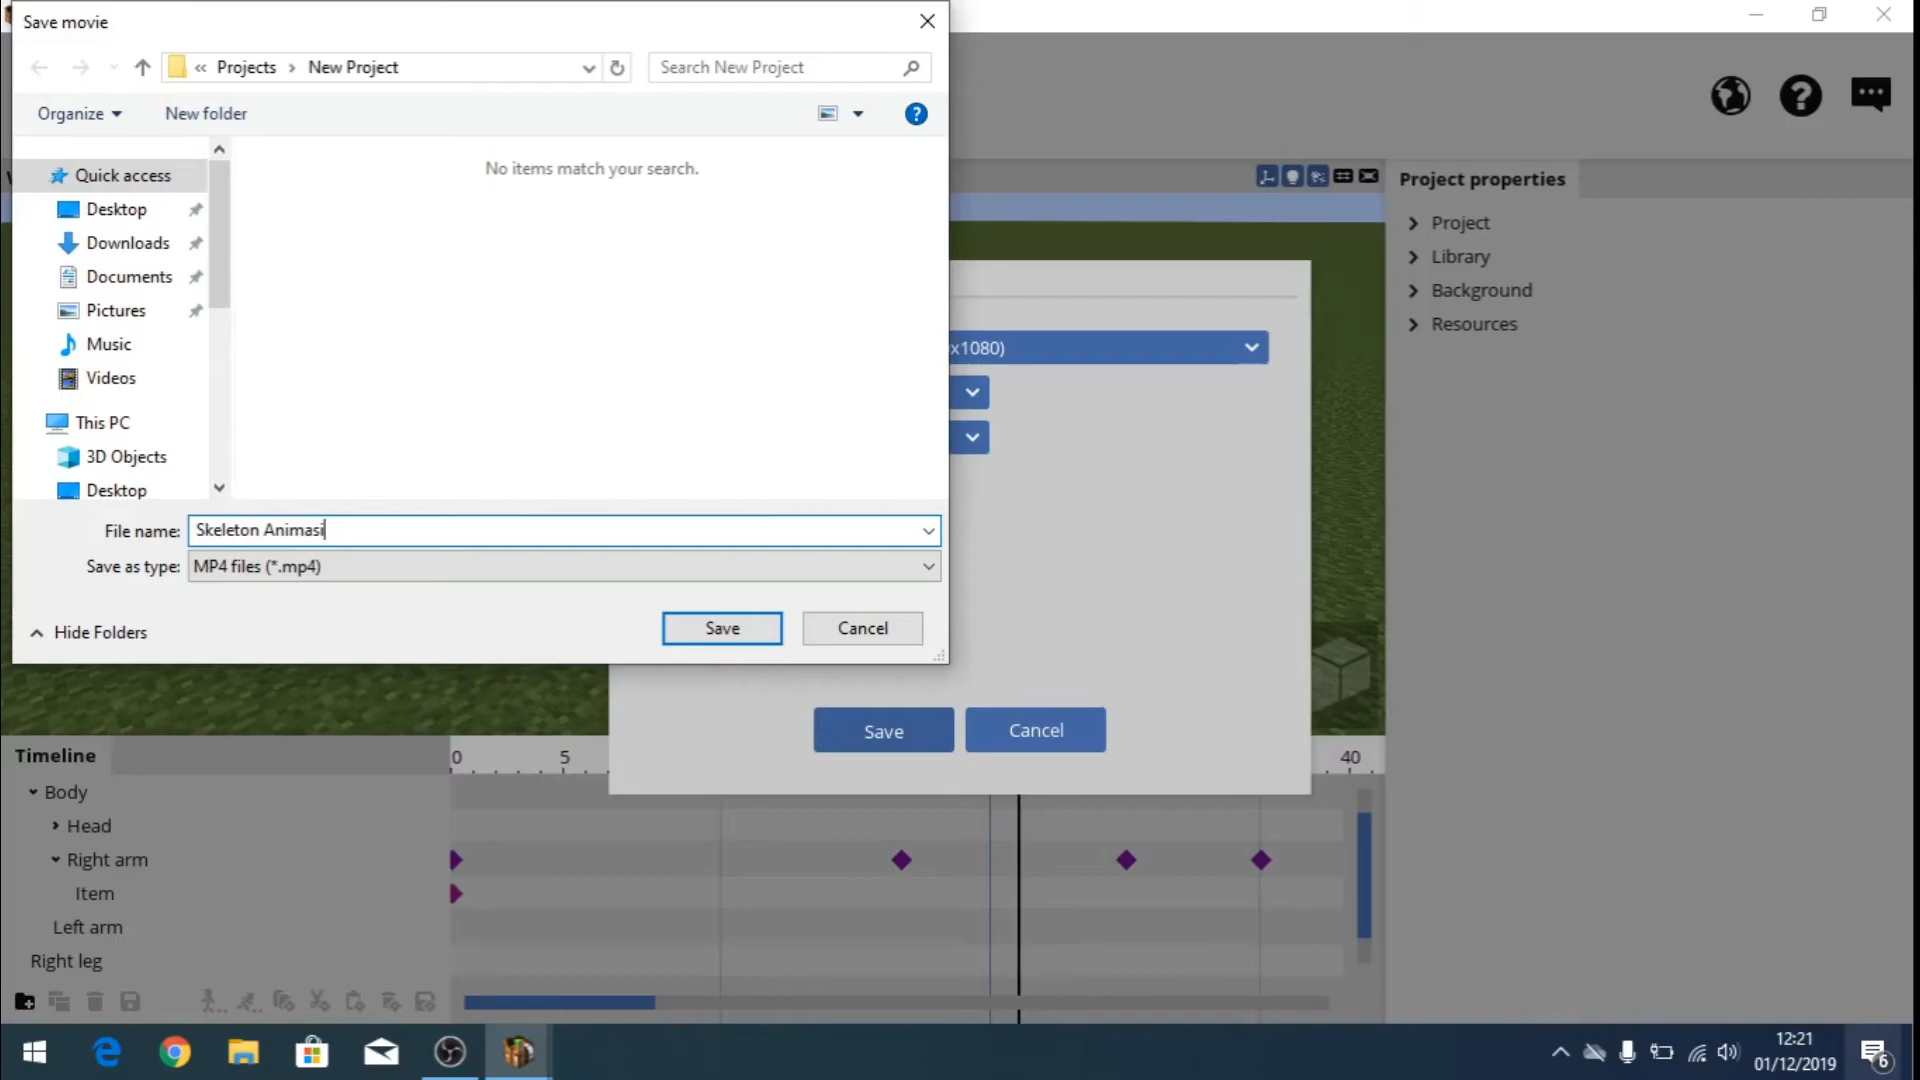 Save movie
« Projects > New Project
Search New Project
Organize
New folder
No items match your search.
Quick access
Desktop
Downloads
Documents
Pictures
Music
Videos
This PC
3D Objects
Desktop
File name: Skeleton Animasi
Save as type: MP4 files (*.mp4)
Hide Folders
Save
Cancel
x1080)
Save
Cancel
Project properties
Project
Library
Background
Resources
Timeline
0 5 40
Body
Head
Right arm
Item
Left arm
Right leg
12:21
01/12/2019
6